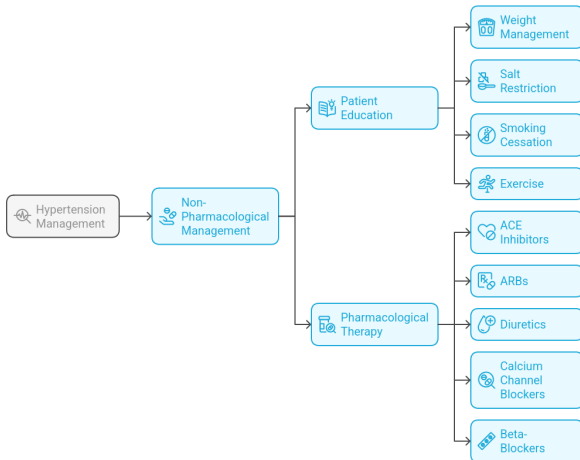 Hypertension
Management
Non-
Pharmacological
Management
Patient
Education
Weight
Management
Salt
Restriction
Smoking
Cessation
Exercise
Pharmacological
Therapy
ACE
Inhibitors
ARBs
Diuretics
Calcium
Channel
Blockers
Beta-
Blockers